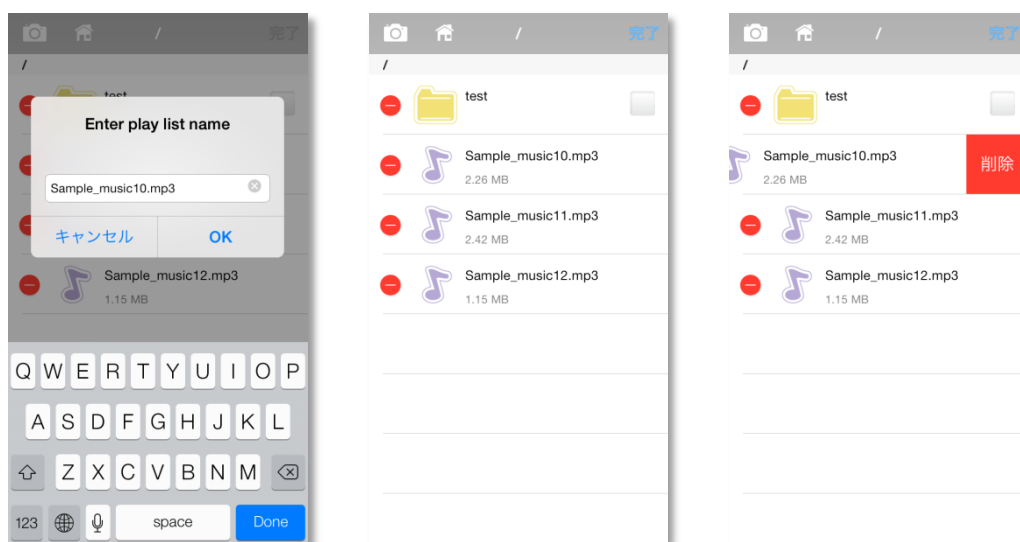 /
完了
/
test
Enter play list name
Sample_music10.mp3
キャンセル
OK
Sample_music12.mp3
1.15 MB
Q W E R T Y U I O P
A S D F G H J K L
Z X C V B N M
123
space
Done
/
完了
/
test
Sample_music10.mp3
2.26 MB
Sample_music11.mp3
2.42 MB
Sample_music12.mp3
1.15 MB
/
完了
/
test
Sample_music10.mp3
2.26 MB
削除
Sample_music11.mp3
2.42 MB
Sample_music12.mp3
1.15 MB